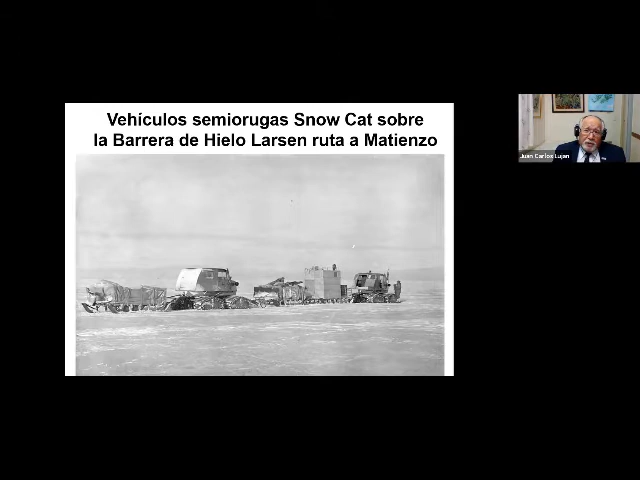 Vehículos semiorugas Snow Cat sobre
la Barrera de Hielo Larsen ruta a Matienzo
Juan Carlos Lujan